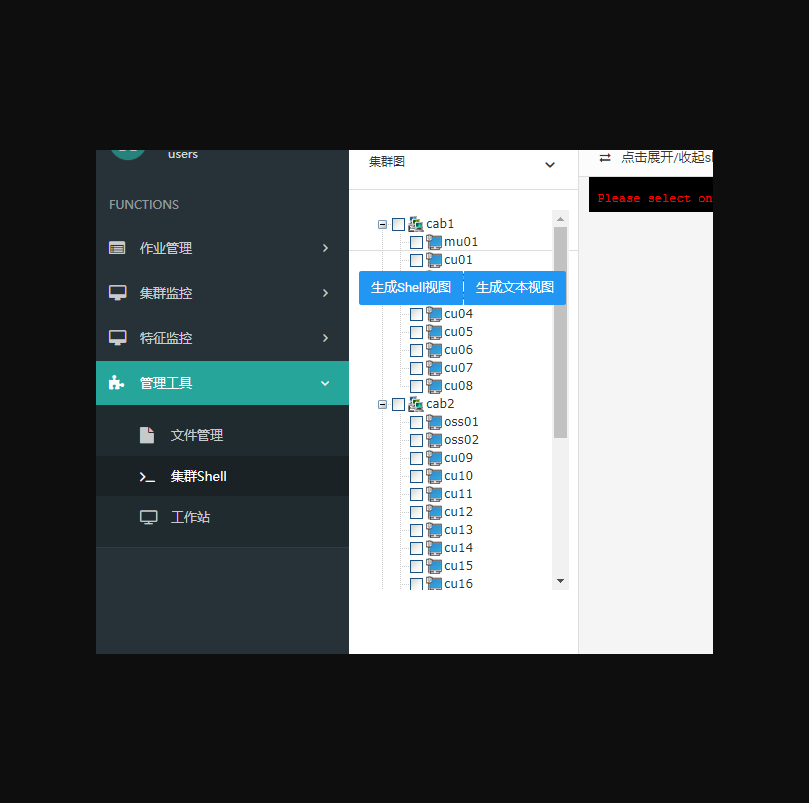 users
FUNCTIONS
作业管理
集群监控
特征监控
管理工具
文件管理
集群Shell
工作站
集群图
cab1
mu01
cu01
生成Shell视图
生成文本视图
cu04
cu05
cu06
cu07
cu08
cab2
oss01
oss02
cu09
cu10
cu11
cu12
cu13
cu14
cu15
cu16
点击展开/收起s
Please select on